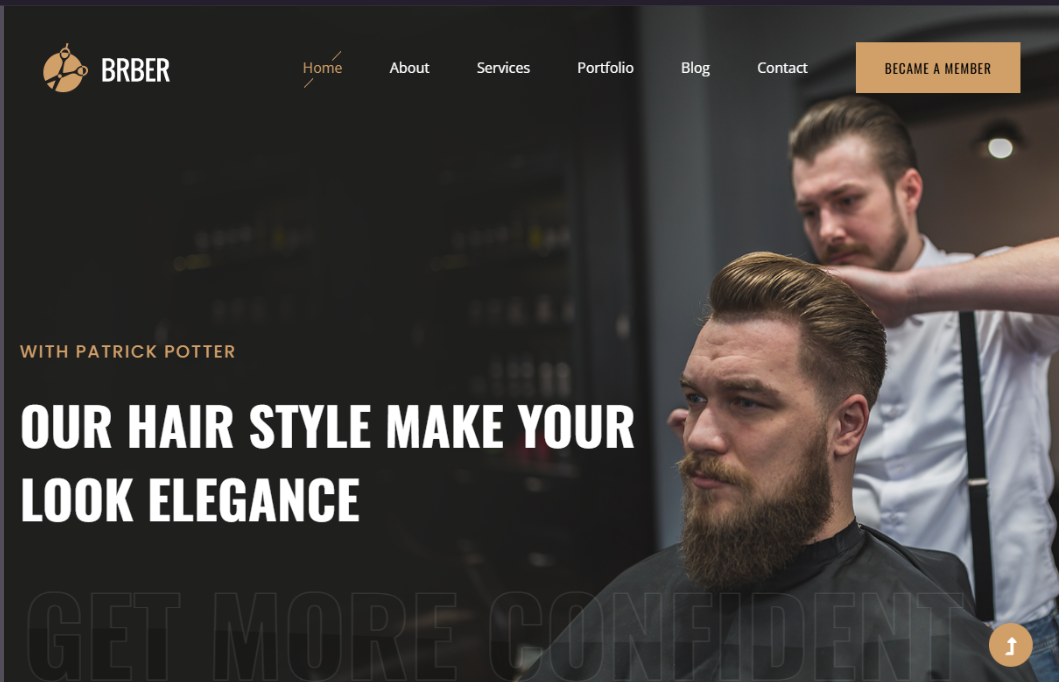 BRBER
Home
About
Services
Portfolio
Blog
Contact
BECAME A MEMBER
WITH PATRICK POTTER
OUR HAIR STYLE MAKE YOUR
LOOK ELEGANCE
GET MORE CONFIDENT